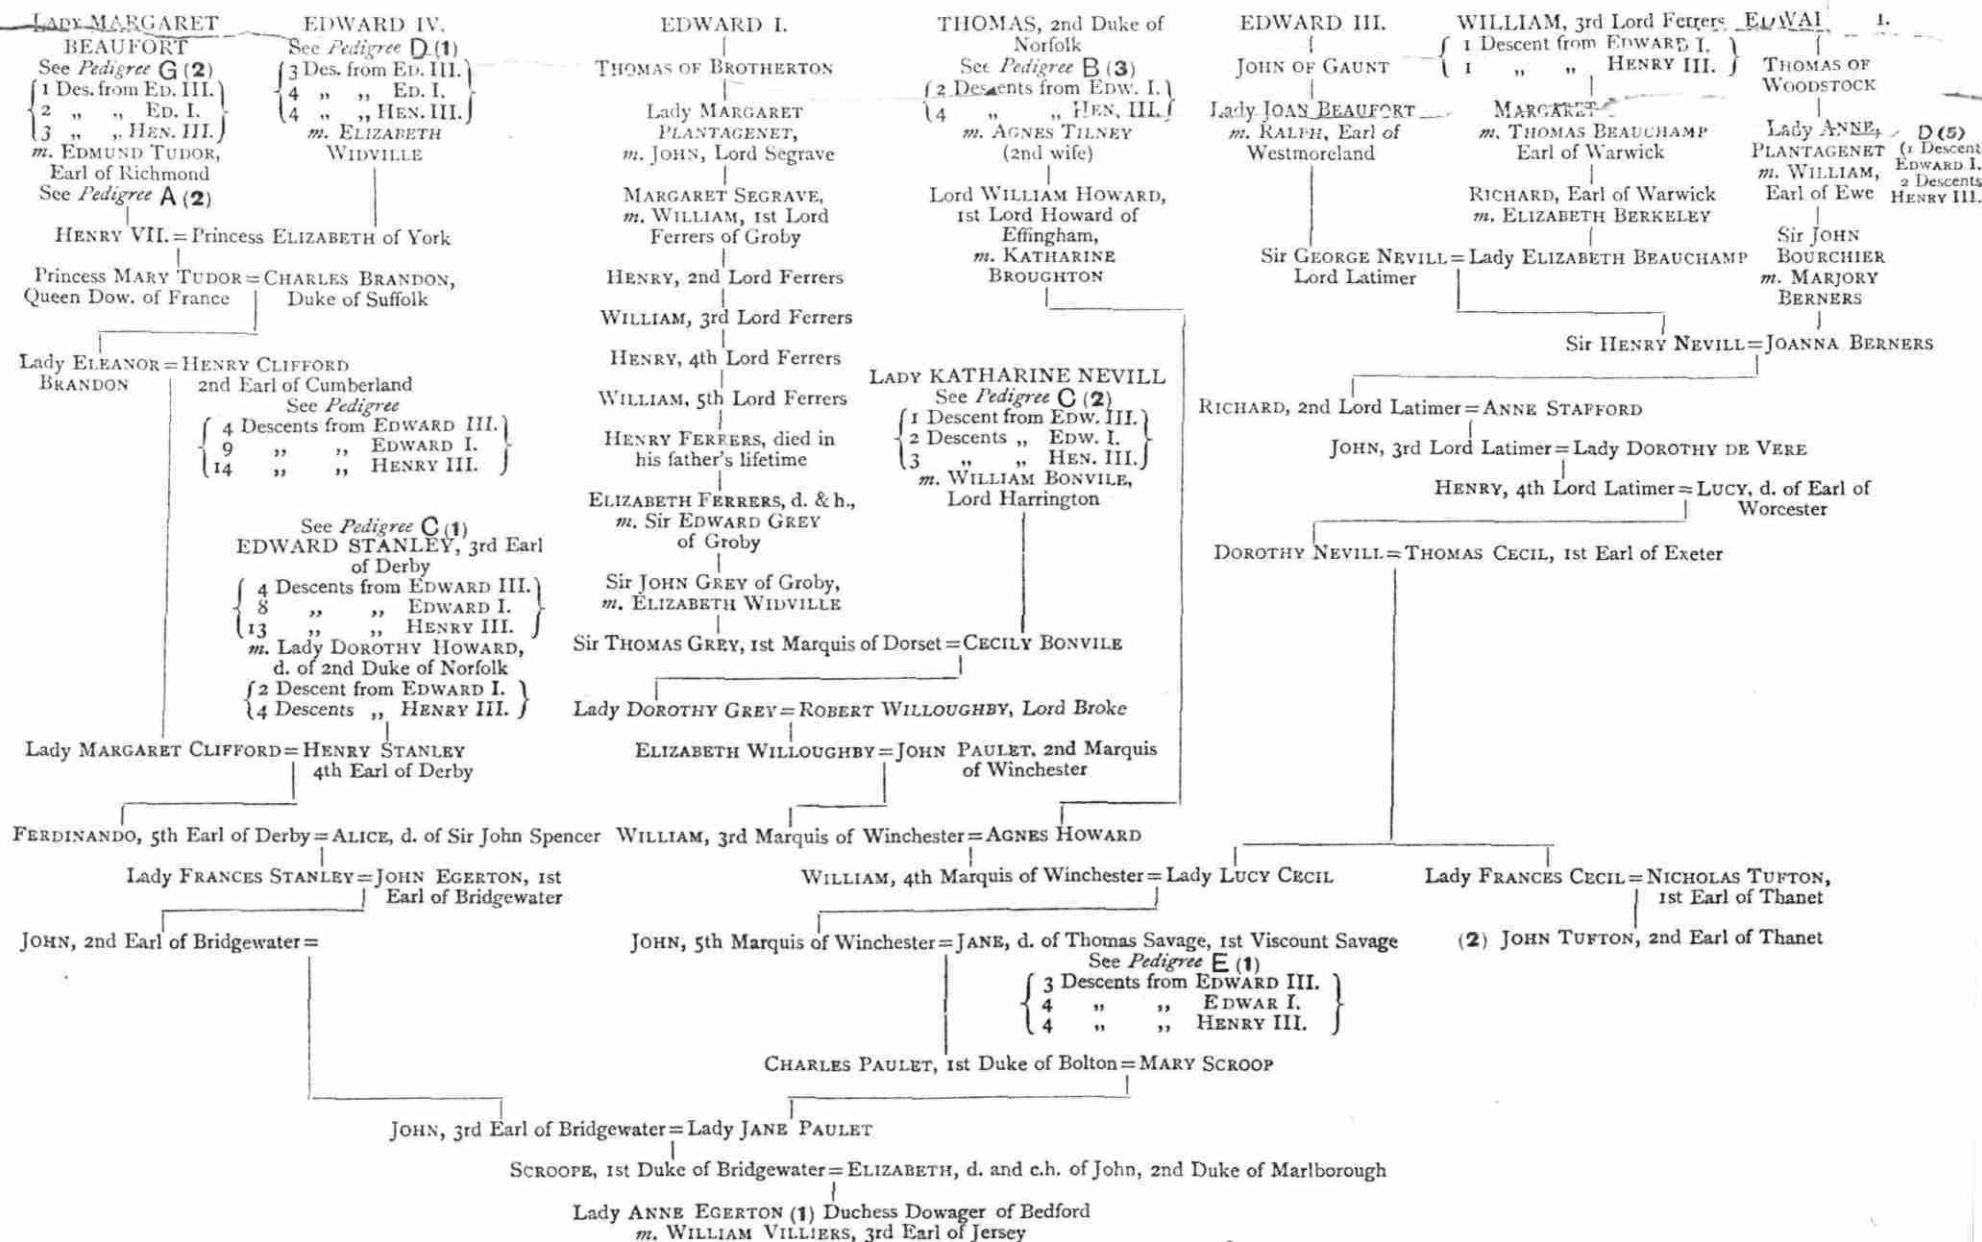 LADY MARGARET
BEAUFORT
See Pedigree G (2)
{1 Des. from ED. III.}
{2 ,, ,, ED. I.}
{3 ,, ,, HEN. III.}
m. EDMUND TUDOR,
Earl of Richmond
See Pedigree A (2)
EDWARD IV.
See Pedigree D (1)
{3 Des. from ED. III.}
{4 ,, ,, ED. I.}
{4 ,, ,, HEN. III.}
m. ELIZABETH
WIDVILLE
HENRY VII. = Princess ELIZABETH of York
Princess MARY TUDOR = CHARLES BRANDON,
Queen Dow. of France Duke of Suffolk
Lady ELEANOR = HENRY CLIFFORD
BRANDON 2nd Earl of Cumberland
See Pedigree
{4 Descents from EDWARD III.}
{9 ,, ,, EDWARD I.}
{14 ,, ,, HENRY III.}
See Pedigree C (1)
EDWARD STANLEY, 3rd Earl
of Derby
{4 Descents from EDWARD III.}
{8 ,, ,, EDWARD I.}
{13 ,, ,, HENRY III.}
m. Lady DOROTHY HOWARD,
d. of 2nd Duke of Norfolk
{2 Descent from EDWARD I.}
{4 Descents ,, HENRY III.}
Lady MARGARET CLIFFORD = HENRY STANLEY
4th Earl of Derby
FERDINANDO, 5th Earl of Derby = ALICE, d. of Sir John Spencer
Lady FRANCES STANLEY = JOHN EGERTON, 1st
Earl of Bridgewater
JOHN, 2nd Earl of Bridgewater =
EDWARD I.
THOMAS OF BROTHERTON
Lady MARGARET
PLANTAGENET,
m. JOHN, Lord Segrave
MARGARET SEGRAVE,
m. WILLIAM, 1st Lord
Ferrers of Groby
HENRY, 2nd Lord Ferrers
WILLIAM, 3rd Lord Ferrers
HENRY, 4th Lord Ferrers
WILLIAM, 5th Lord Ferrers
HENRY FERRERS, died in
his father's lifetime
ELIZABETH FERRERS, d. & h.,
m. Sir EDWARD GREY
of Groby
Sir JOHN GREY of Groby,
m. ELIZABETH WIDVILLE
THOMAS, 2nd Duke of
Norfolk
See Pedigree B (3)
{2 Descents from EDW. I.}
{4 ,, ,, HEN. III.}
m. AGNES TILNEY
(2nd wife)
Lord WILLIAM HOWARD,
1st Lord Howard of
Effingham,
m. KATHARINE
BROUGHTON
LADY KATHARINE NEVILL
See Pedigree C (2)
{1 Descent from EDW. III.}
{2 Descents ,, EDW. I.}
{3 ,, ,, HEN. III.}
m. WILLIAM BONVILE,
Lord Harrington
Sir THOMAS GREY, 1st Marquis of Dorset = CECILY BONVILE
Lady DOROTHY GREY = ROBERT WILLOUGHBY, Lord Broke
ELIZABETH WILLOUGHBY = JOHN PAULET. 2nd Marquis
of Winchester
WILLIAM, 3rd Marquis of Winchester = AGNES HOWARD
EDWARD III.
JOHN OF GAUNT
Lady JOAN BEAUFORT
m. RALPH, Earl of
Westmoreland
WILLIAM, 3rd Lord Ferrers
{1 Descent from EDWARD I.}
{1 ,, ,, HENRY III.}
MARGARET
m. THOMAS BEAUCHAMP
Earl of Warwick
RICHARD, Earl of Warwick
m. ELIZABETH BERKELEY
THOMAS OF
WOODSTOCK
Lady ANNE,
PLANTAGENET
m. WILLIAM,
Earl of Ewe
D (5)
(1 Descent
EDWARD I.
2 Descents
HENRY III.
Sir JOHN
BOURCHIER
m. MARJORY
BERNERS
Sir GEORGE NEVILL = Lady ELIZABETH BEAUCHAMP
Lord Latimer
Sir HENRY NEVILL = JOANNA BERNERS
RICHARD, 2nd Lord Latimer = ANNE STAFFORD
JOHN, 3rd Lord Latimer = Lady DOROTHY DE VERE
HENRY, 4th Lord Latimer = LUCY, d. of Earl of
Worcester
DOROTHY NEVILL = THOMAS CECIL, 1st Earl of Exeter
WILLIAM, 4th Marquis of Winchester = Lady LUCY CECIL
Lady FRANCES CECIL = NICHOLAS TUFTON,
1st Earl of Thanet
JOHN, 5th Marquis of Winchester = JANE, d. of Thomas Savage, 1st Viscount Savage
See Pedigree E (1)
{3 Descents from EDWARD III.}
{4 ,, ,, EDWAR I.}
{4 ,, ,, HENRY III.}
(2) JOHN TUFTON, 2nd Earl of Thanet
CHARLES PAULET, 1st Duke of Bolton = MARY SCROOP
JOHN, 3rd Earl of Bridgewater = Lady JANE PAULET
SCROOPE, 1st Duke of Bridgewater = ELIZABETH, d. and c.h. of John, 2nd Duke of Marlborough
Lady ANNE EGERTON (1) Duchess Dowager of Bedford
m. WILLIAM VILLIERS, 3rd Earl of Jersey